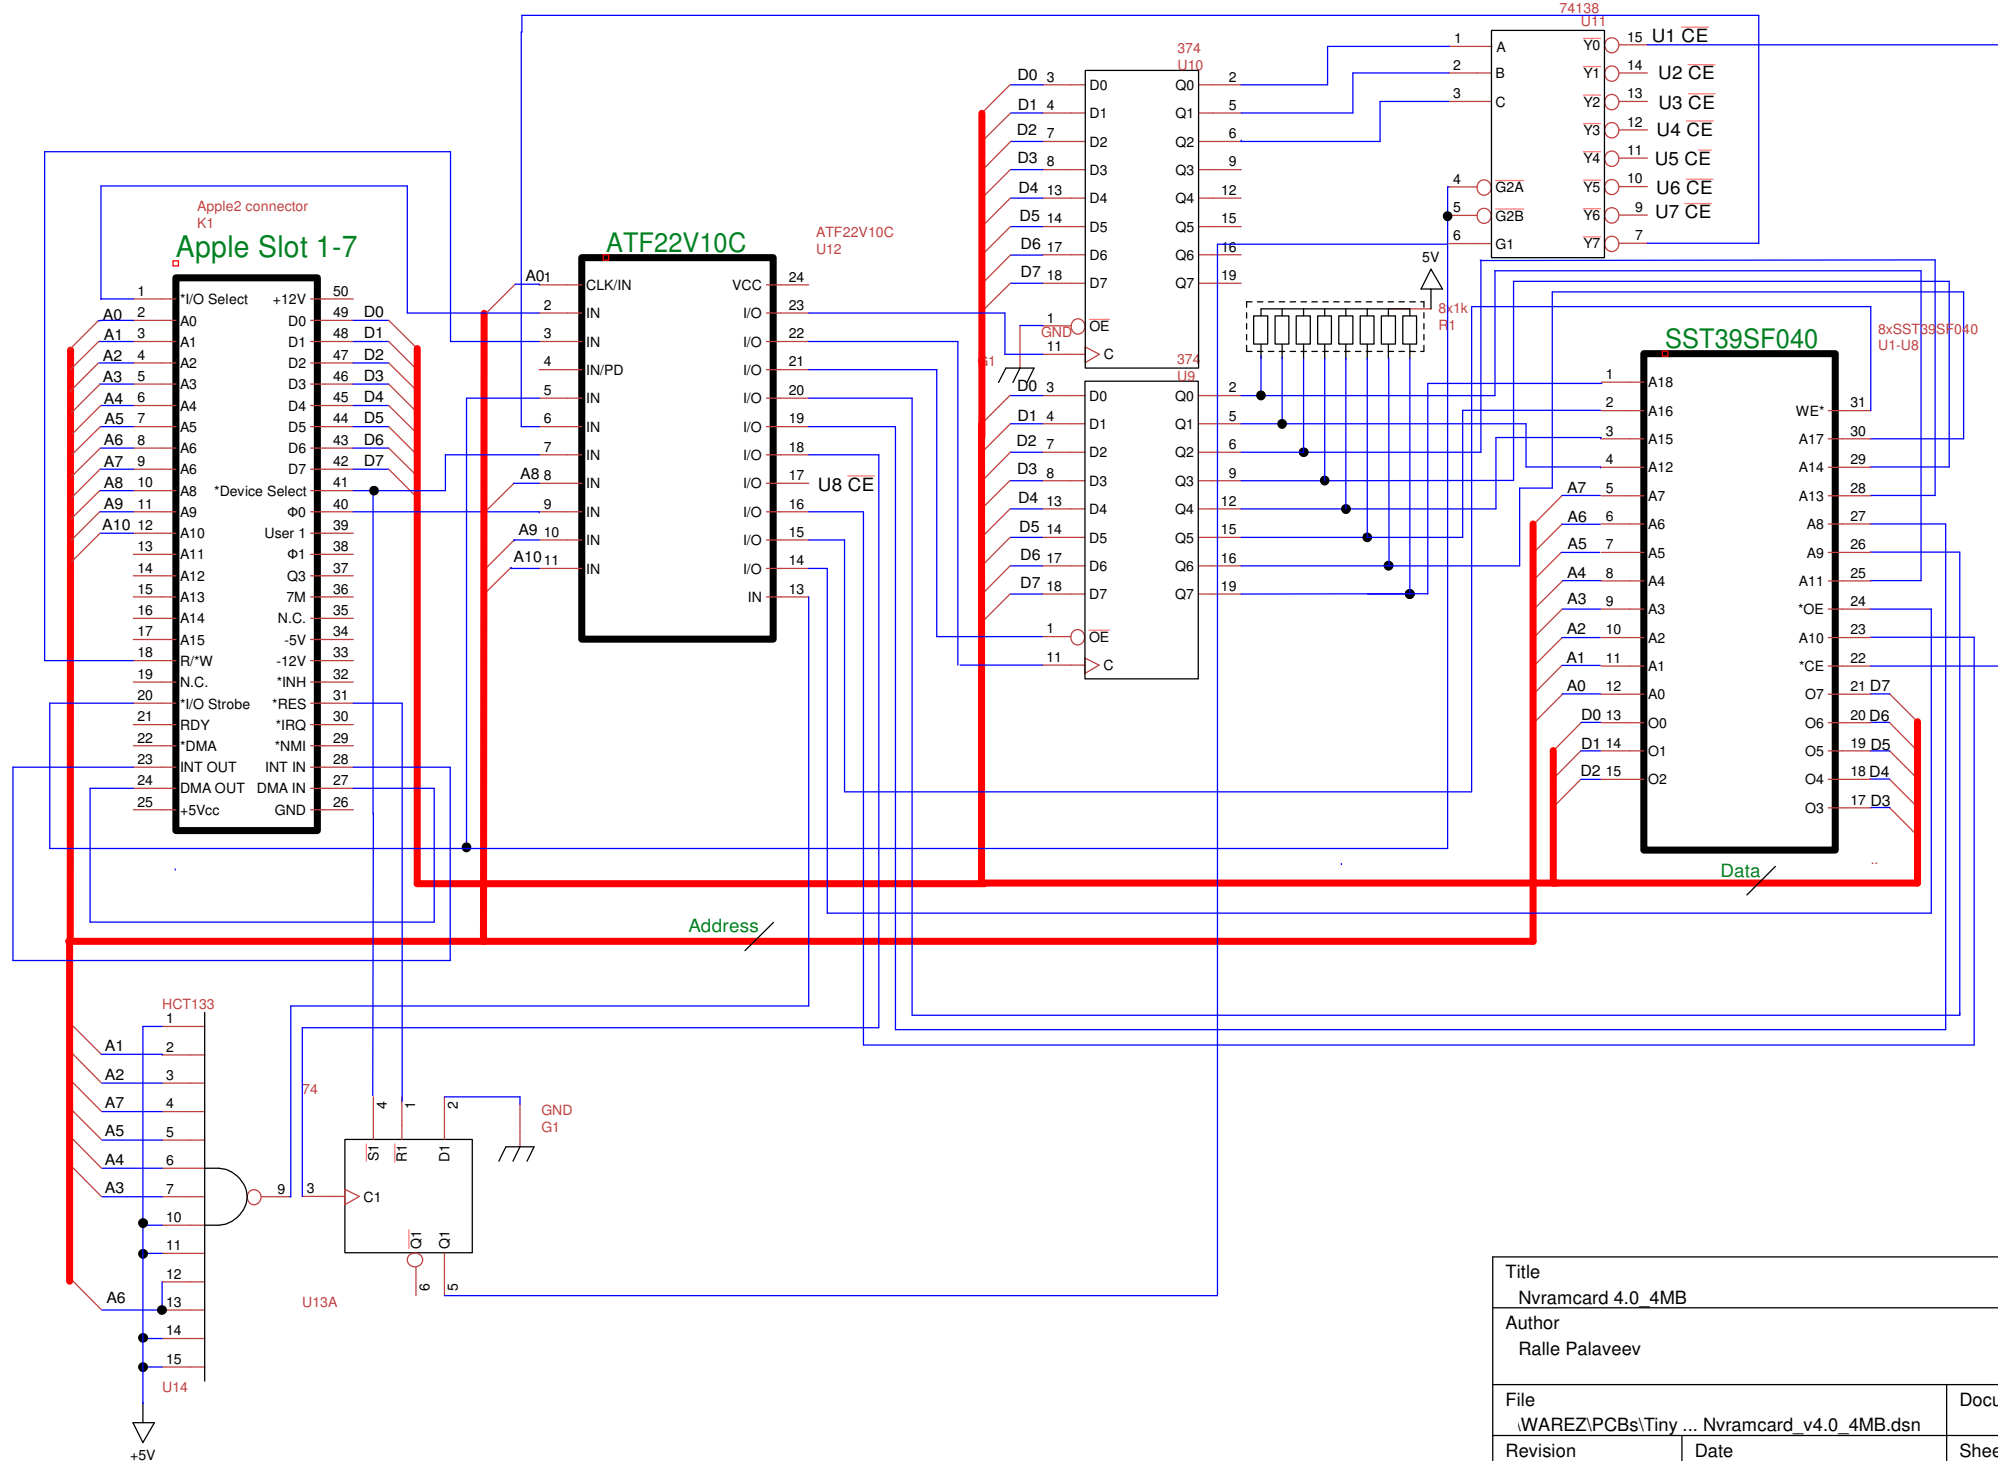 Apple2 connector
K1
Apple Slot 1-7
1 *I/O Select +12V 50
A0 2 A0 D0 49 D0
A1 3 A1 D1 48 D1
A2 4 A2 D2 47 D2
A3 5 A3 D3 46 D3
A4 6 A4 D4 45 D4
A5 7 A5 D5 44 D5
A6 8 A6 D6 43 D6
A7 9 A6 D7 42 D7
A8 10 A8 *Device Select 41
A9 11 A9 Φ0 40
A10 12 A10 User 1 39
13 A11 Φ1 38
14 A12 Q3 37
15 A13 7M 36
16 A14 N.C. 35
17 A15 -5V 34
18 R/*W -12V 33
19 N.C. *INH 32
20 *I/O Strobe *RES 31
21 RDY *IRQ 30
22 *DMA *NMI 29
23 INT OUT INT IN 28
24 DMA OUT DMA IN 27
25 +5Vcc GND 26
ATF22V10C
ATF22V10C
U12
A0 1 CLK/IN VCC 24
2 IN I/O 23
3 IN I/O 22
4 IN/PD I/O 21
5 IN I/O 20
6 IN I/O 19
7 IN I/O 18
A8 8 IN I/O 17 U8 CE
9 IN I/O 16
A9 10 IN I/O 15
A10 11 IN I/O 14
IN 13
374
U10
D0 3 D0 Q0 2
D1 4 D1 Q1 5
D2 7 D2 Q2 6
D3 8 D3 Q3 9
D4 13 D4 Q4 12
D5 14 D5 Q5 15
D6 17 D6 Q6 16
D7 18 D7 Q7 19
1 OE
GND
11 C
G1
374
U9
D0 3 D0 Q0 2
D1 4 D1 Q1 5
D2 7 D2 Q2 6
D3 8 D3 Q3 9
D4 13 D4 Q4 12
D5 14 D5 Q5 15
D6 17 D6 Q6 16
D7 18 D7 Q7 19
1 OE
11 C
74138
U11
1 A Y0 15 U1 CE
2 B Y1 14 U2 CE
3 C Y2 13 U3 CE
Y3 12 U4 CE
Y4 11 U5 CE
4 G2A Y5 10 U6 CE
5 G2B Y6 9 U7 CE
6 G1 Y7 7
5V
8x1k
R1
SST39SF040
8xSST39SF040
U1-U8
1 A18
2 A16 WE* 31
3 A15 A17 30
4 A12 A14 29
A7 5 A7 A13 28
A6 6 A6 A8 27
A5 7 A5 A9 26
A4 8 A4 A11 25
A3 9 A3 *OE 24
A2 10 A2 A10 23
A1 11 A1 *CE 22
A0 12 A0 O7 21 D7
D0 13 O0 O6 20 D6
D1 14 O1 O5 19 D5
D2 15 O2 O4 18 D4
O3 17 D3
Data
Address
HCT133
1
A1 2
A2 3
A7 4
A5 5
A4 6
A3 7
9
10
11
12
A6 13
14
15
U14
+5V
74
4 1 2
S1 R1 D1
3 C1
Q1 Q1
6 5
U13A
GND
G1
Title
Nvramcard 4.0_4MB
Author
Ralle Palaveev
File Docu
\WAREZ\PCBs\Tiny ... Nvramcard_v4.0_4MB.dsn
Revision Date Shee